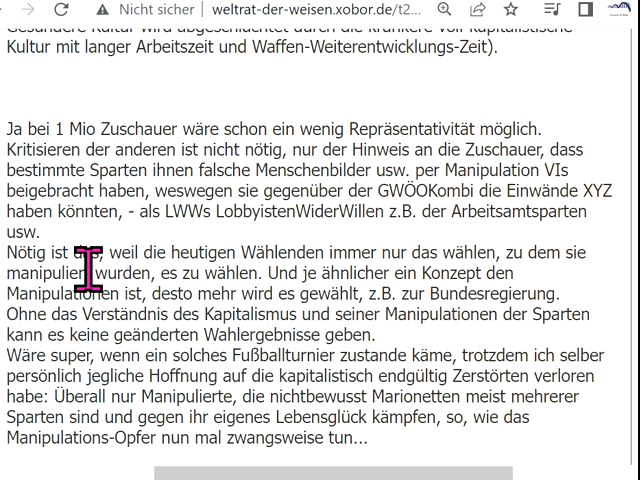 Nicht sicher | weltrat-der-weisen.xobor.de/t2...
Gesündere Kultur wird abgeschlachtet durch die kränkere voll kapitalistische
Kultur mit langer Arbeitszeit und Waffen-Weiterentwicklungs-Zeit).
Ja bei 1 Mio Zuschauer wäre schon ein wenig Repräsentativität möglich.
Kritisieren der anderen ist nicht nötig, nur der Hinweis an die Zuschauer, dass
bestimmte Sparten ihnen falsche Menschenbilder usw. per Manipulation VIs
beigebracht haben, weswegen sie gegenüber der GWÖOKombi die Einwände XYZ
haben könnten, - als LWWs LobbyistenWiderWillen z.B. der Arbeitsamtsparten
usw.
Nötig ist das, weil die heutigen Wählenden immer nur das wählen, zu dem sie
manipuliert wurden, es zu wählen. Und je ähnlicher ein Konzept den
Manipulationen ist, desto mehr wird es gewählt, z.B. zur Bundesregierung.
Ohne das Verständnis des Kapitalismus und seiner Manipulationen der Sparten
kann es keine geänderten Wahlergebnisse geben.
Wäre super, wenn ein solches Fußballturnier zustande käme, trotzdem ich selber
persönlich jegliche Hoffnung auf die kapitalistisch endgültig Zerstörten verloren
habe: Überall nur Manipulierte, die nichtbewusst Marionetten meist mehrerer
Sparten sind und gegen ihr eigenes Lebensglück kämpfen, so, wie das
Manipulations-Opfer nun mal zwangsweise tun...